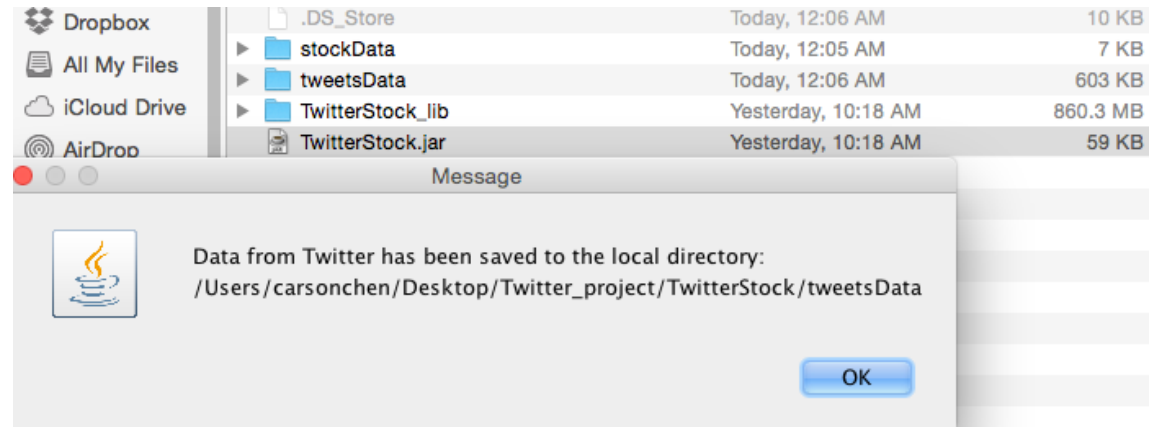 Dropbox
.DS_Store Today, 12:06 AM 10 KB
stockData Today, 12:05 AM 7 KB
All My Files
tweetsData Today, 12:06 AM 603 KB
iCloud Drive
TwitterStock_lib Yesterday, 10:18 AM 860.3 MB
AirDrop
TwitterStock.jar Yesterday, 10:18 AM 59 KB
Message
Data from Twitter has been saved to the local directory:
/Users/carsonchen/Desktop/Twitter_project/TwitterStock/tweetsData
OK